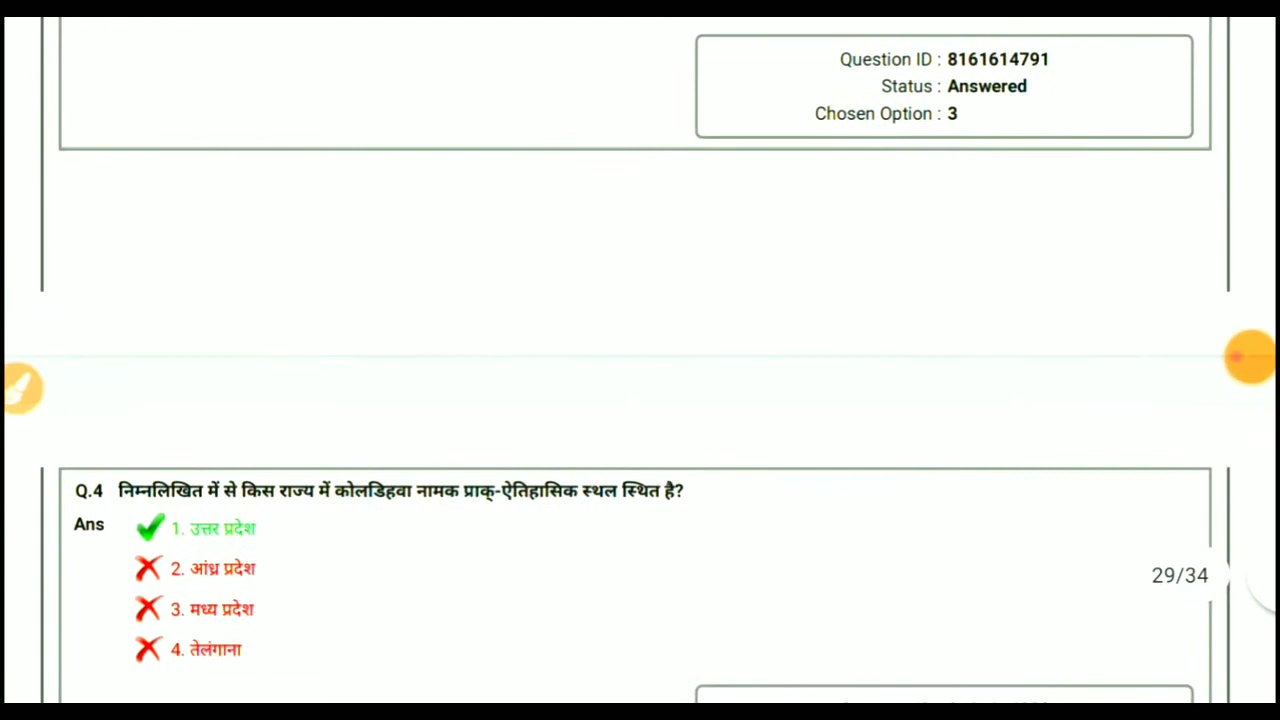 Question ID : 8161614791
Status : Answered
Chosen Option : 3
Q.4 निम्नलिखित में से किस राज्य में कोलडिहवा नामक प्राक्-ऐतिहासिक स्थल स्थित है?
Ans 1. उत्तर प्रदेश
2. आंध्र प्रदेश
3. मध्य प्रदेश
4. तेलंगाना
29/34